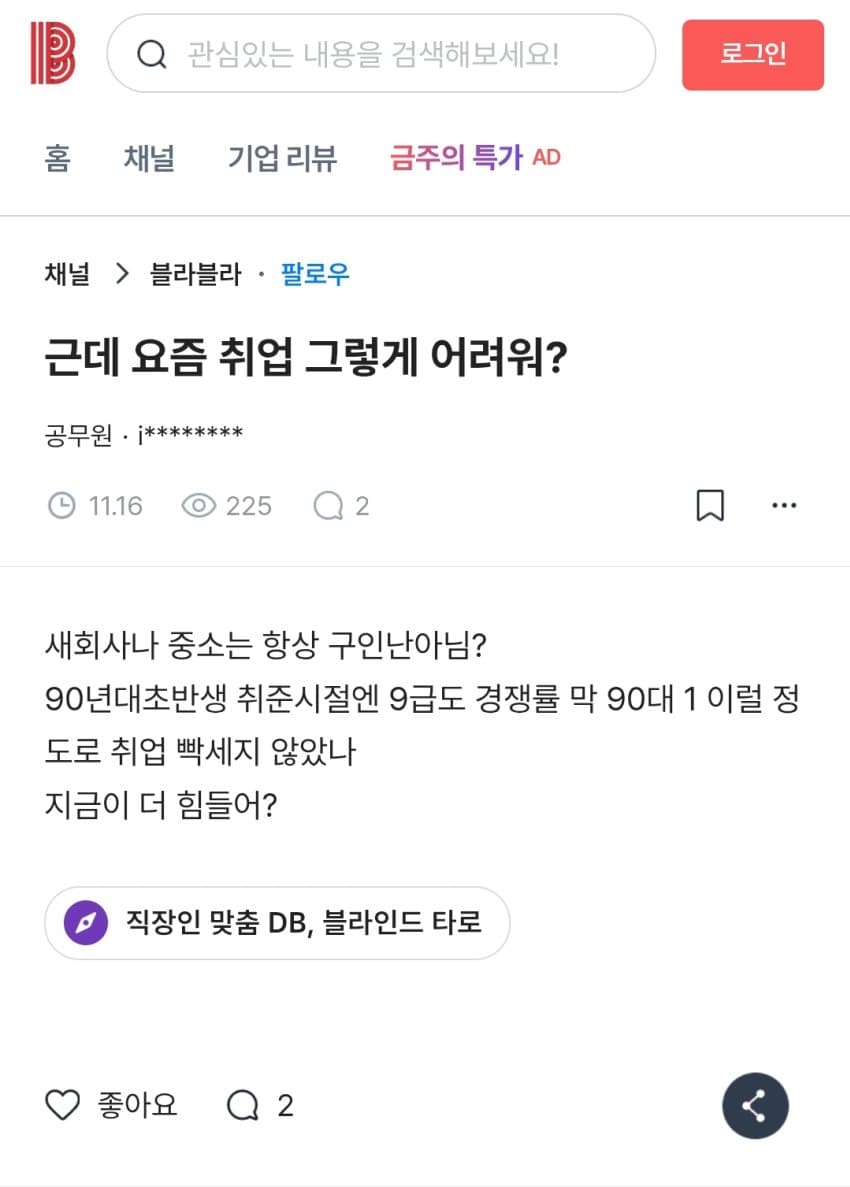 관심있는 내용을 검색해보세요!
로그인
홈 채널 기업 리뷰 금주의 특가 AD
채널 > 블라블라 · 팔로우
근데 요즘 취업 그렇게 어려워?
공무원 · i********
11.16 225 2
새회사나 중소는 항상 구인난아님?
90년대초반생 취준시절엔 9급도 경쟁률 막 90대 1 이럴 정
도로 취업 빡세지 않았나
지금이 더 힘들어?
직장인 맞춤 DB, 블라인드 타로
좋아요 2